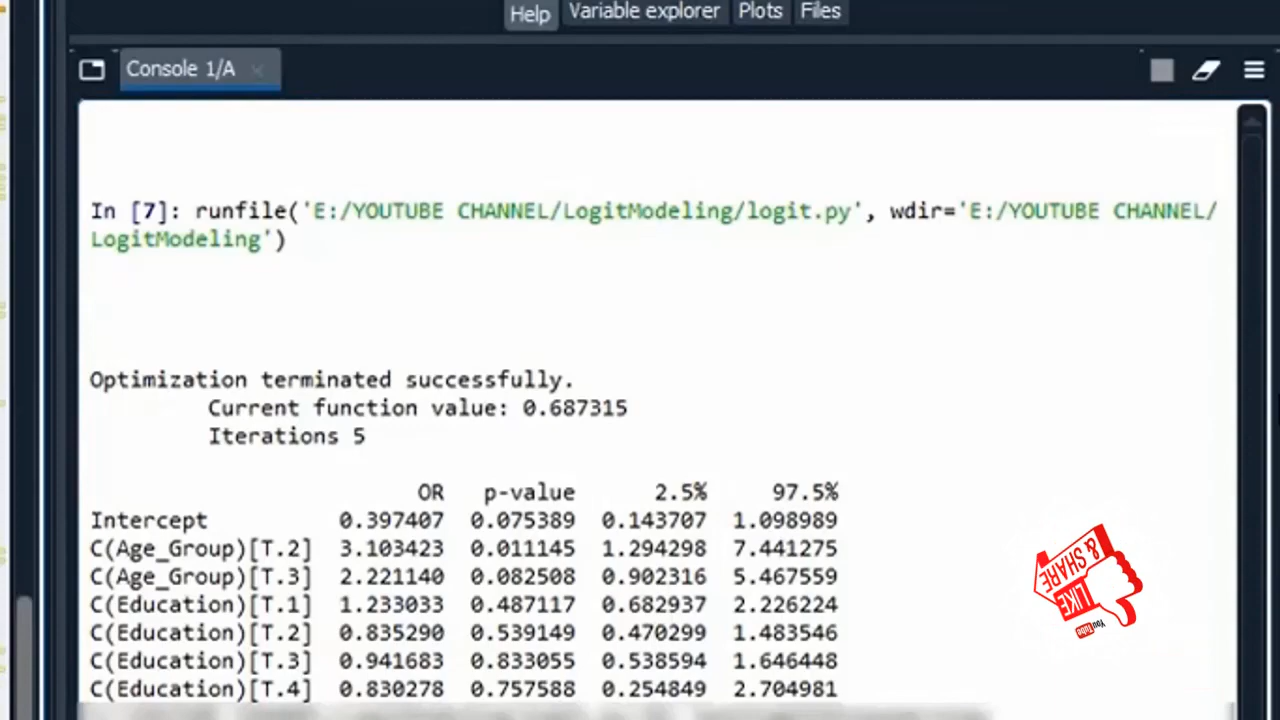 Help Variable explorer Plots Files
Console 1/A
In [7]: runfile('E:/YOUTUBE CHANNEL/LogitModeling/logit.py', wdir='E:/YOUTUBE CHANNEL/
LogitModeling')
Optimization terminated successfully.
Current function value: 0.687315
Iterations 5
OR p-value 2.5% 97.5%
Intercept 0.397407 0.075389 0.143707 1.098989
C(Age_Group)[T.2] 3.103423 0.011145 1.294298 7.441275
C(Age_Group)[T.3] 2.221140 0.082508 0.902316 5.467559
C(Education)[T.1] 1.233033 0.487117 0.682937 2.226224
C(Education)[T.2] 0.835290 0.539149 0.470299 1.483546
C(Education)[T.3] 0.941683 0.833055 0.538594 1.646448
C(Education)[T.4] 0.830278 0.757588 0.254849 2.704981
& SHARE
LIKE
YouTube